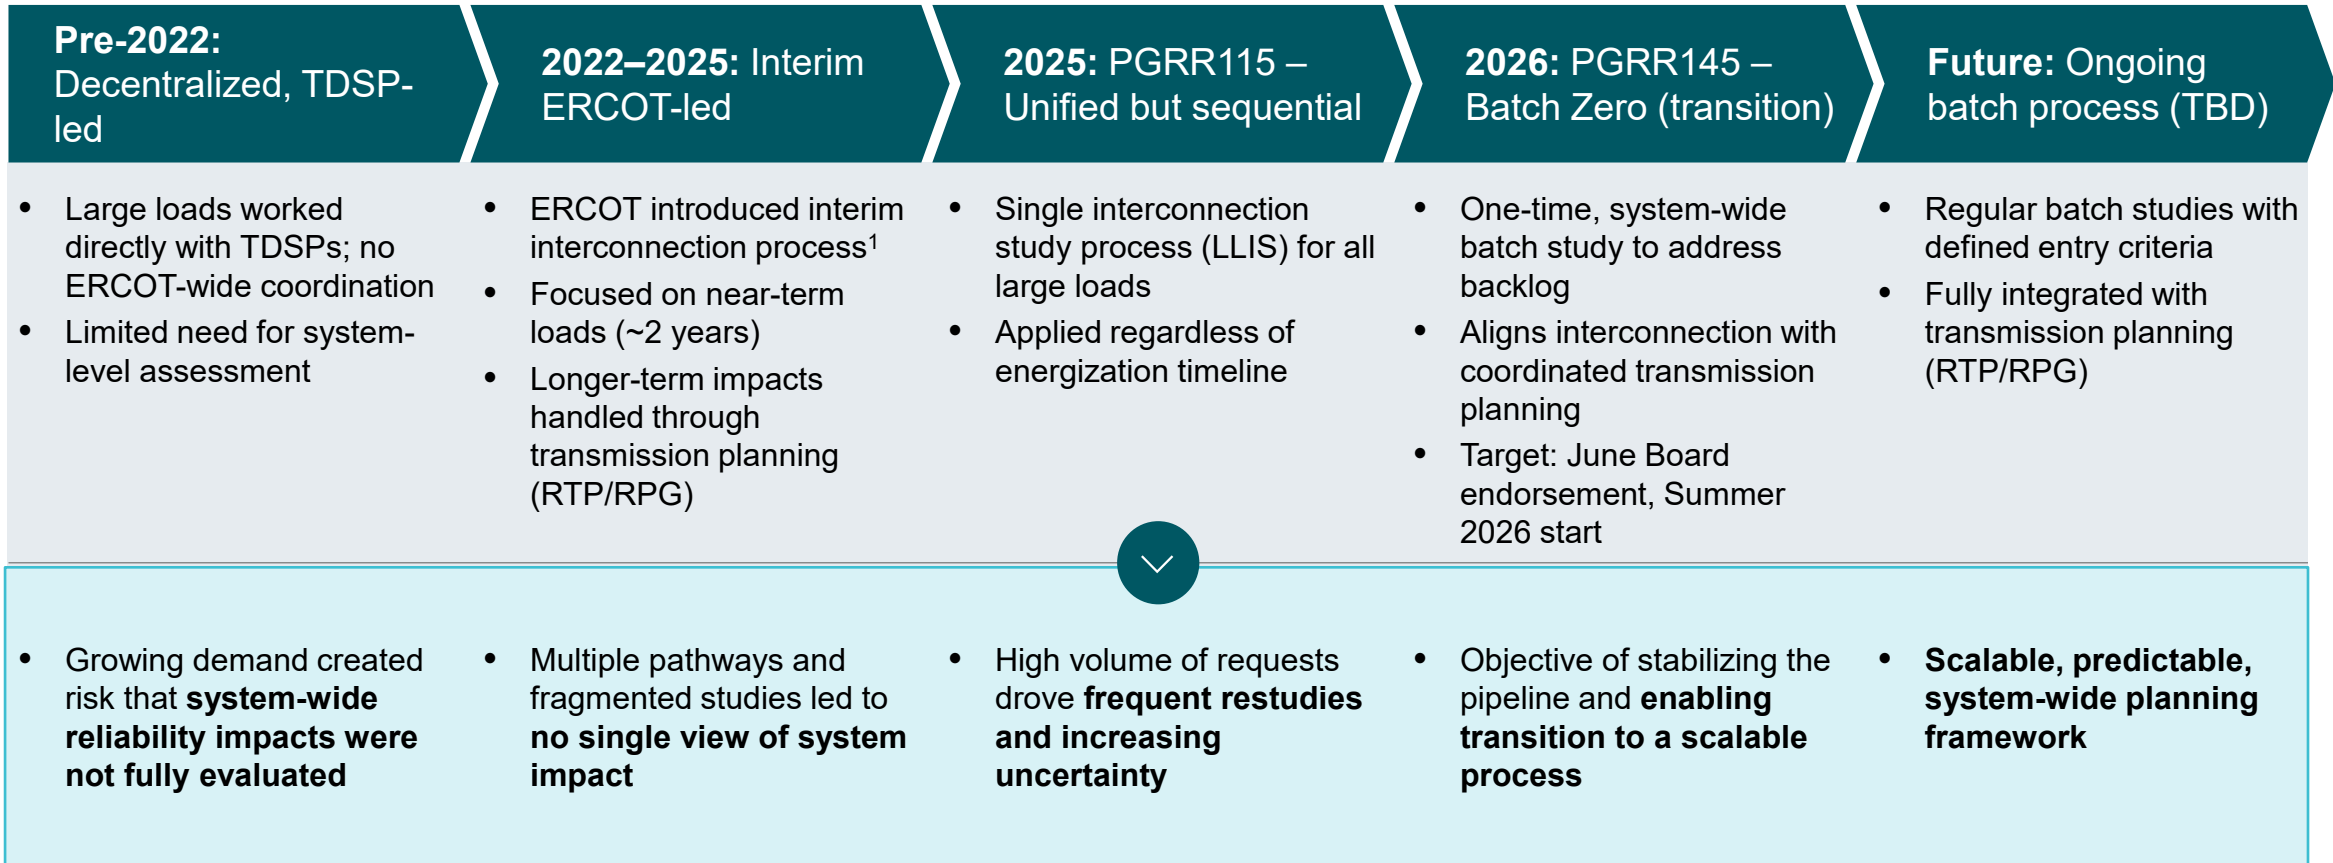 Pre-2022:
Decentralized, TDSP-
led
2022–2025: Interim
ERCOT-led
2025: PGRR115 –
Unified but sequential
2026: PGRR145 –
Batch Zero (transition)
Future: Ongoing
batch process (TBD)
• Large loads worked
directly with TDSPs; no
ERCOT-wide coordination
• Limited need for system-
level assessment
• ERCOT introduced interim
interconnection process¹
• Focused on near-term
loads (~2 years)
• Longer-term impacts
handled through
transmission planning
(RTP/RPG)
• Single interconnection
study process (LLIS) for all
large loads
• Applied regardless of
energization timeline
• One-time, system-wide
batch study to address
backlog
• Aligns interconnection with
coordinated transmission
planning
• Target: June Board
endorsement, Summer
2026 start
• Regular batch studies with
defined entry criteria
• Fully integrated with
transmission planning
(RTP/RPG)
• Growing demand created
risk that system-wide
reliability impacts were
not fully evaluated
• Multiple pathways and
fragmented studies led to
no single view of system
impact
• High volume of requests
drove frequent restudies
and increasing
uncertainty
• Objective of stabilizing the
pipeline and enabling
transition to a scalable
process
• Scalable, predictable,
system-wide planning
framework